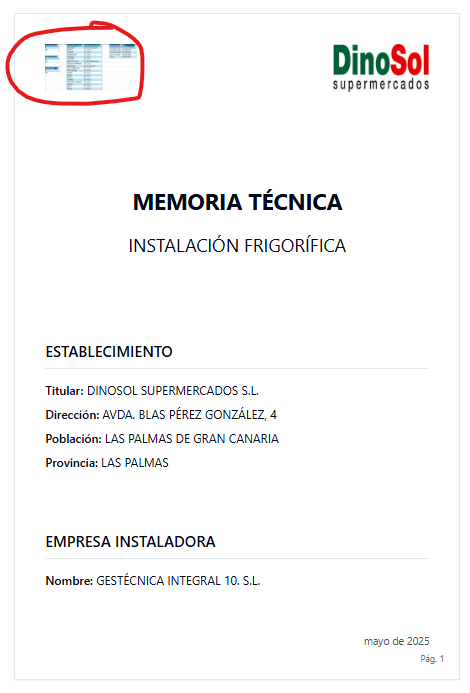 DinoSol
supermercados
MEMORIA TÉCNICA
INSTALACIÓN FRIGORÍFICA
ESTABLECIMIENTO
Titular: DINOSOL SUPERMERCADOS S.L.
Dirección: AVDA. BLAS PÉREZ GONZÁLEZ, 4
Población: LAS PALMAS DE GRAN CANARIA
Provincia: LAS PALMAS
EMPRESA INSTALADORA
Nombre: GESTÉCNICA INTEGRAL 10. S.L.
mayo de 2025
Pág. 1